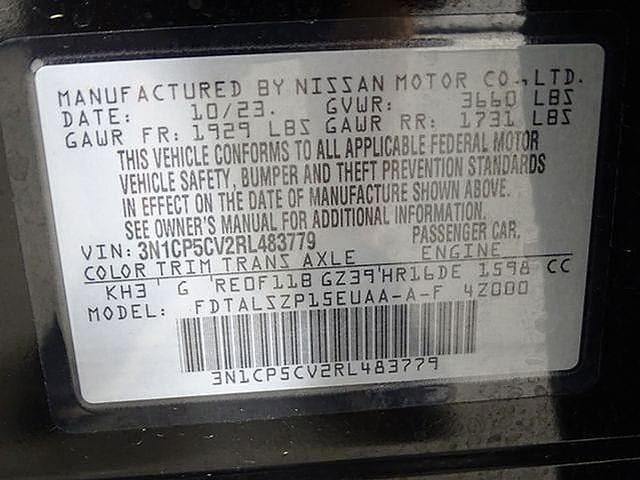 MANUFACTURED BY NISSAN MOTOR CO., LTD.
DATE: 10/23. GVWR: 3660 LBS
GAWR FR: 1929 LBS GAWR RR: 1731 LBS
THIS VEHICLE CONFORMS TO ALL APPLICABLE FEDERAL MOTOR
VEHICLE SAFETY, BUMPER AND THEFT PREVENTION STANDARDS
IN EFFECT ON THE DATE OF MANUFACTURE SHOWN ABOVE.
SEE OWNER'S MANUAL FOR ADDITIONAL INFORMATION.
VIN: 3N1CP5CV2RL483779 PASSENGER CAR,
COLOR TRIM TRANS AXLE ENGINE
KH3 G RE0F11B GZ39 HR16DE 1598 CC
MODEL: FDTALSZP15EUAA-A-F 42000
3N1CP5CV2RL483779